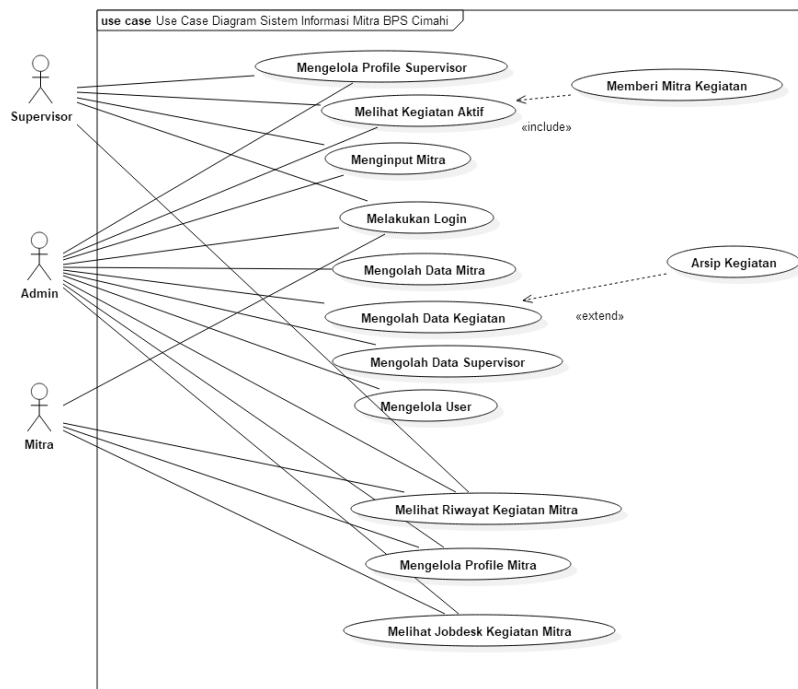 use case Use Case Diagram Sistem Informasi Mitra BPS Cimahi
Supervisor
Mengelola Profile Supervisor
Melihat Kegiatan Aktif
Memberi Mitra Kegiatan
«include»
Menginput Mitra
Melakukan Login
Admin
Mengolah Data Mitra
Arsip Kegiatan
Mengolah Data Kegiatan
«extend»
Mengolah Data Supervisor
Mengelola User
Mitra
Melihat Riwayat Kegiatan Mitra
Mengelola Profile Mitra
Melihat Jobdesk Kegiatan Mitra